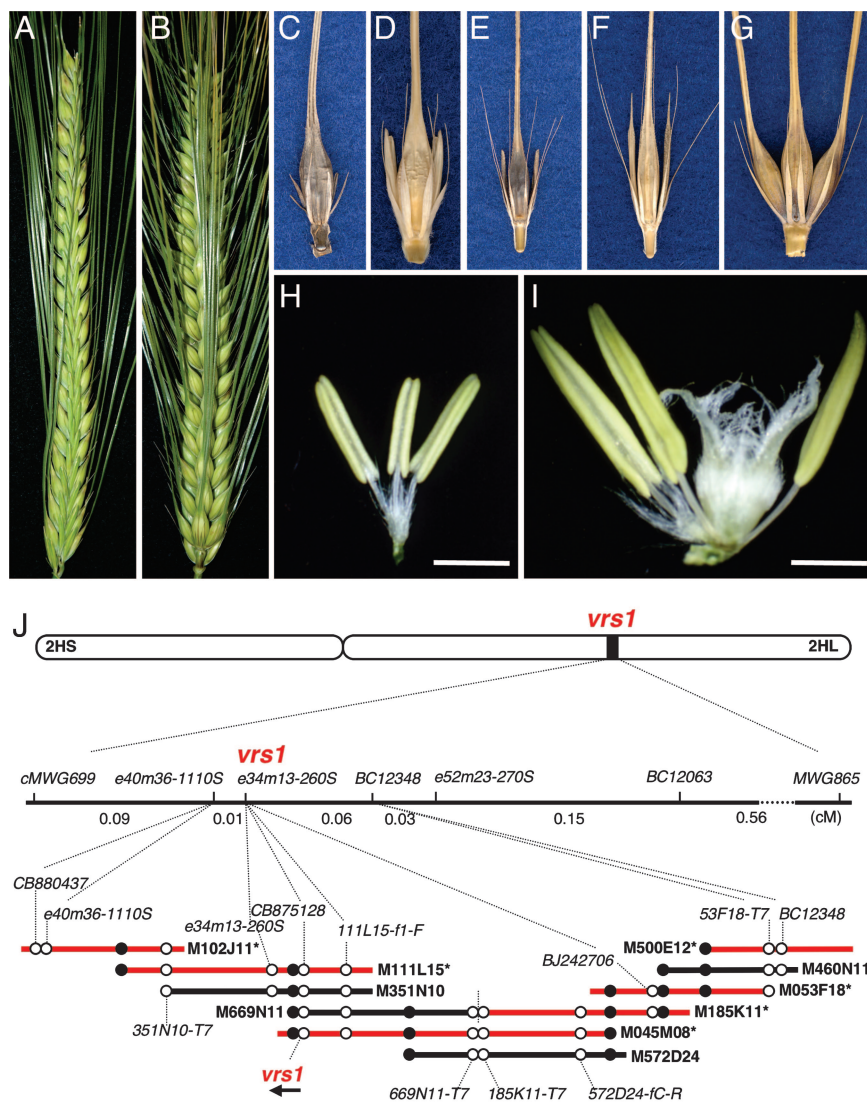 A B C D E F G
H I
J
vrs1
2HS 2HL
vrs1
cMWG699 e40m36-1110S e34m13-260S BC12348 e52m23-270S BC12063 MWG865
0.09 0.01 0.06 0.03 0.15 0.56 (cM)
CB880437
e40m36-1110S
e34m13-260S
CB875128
111L15-f1-F
BJ242706
53F18-T7
BC12348
M102J11*
M500E12*
M111L15*
M460N11
M351N10
M053F18*
M669N11
M185K11*
351N10-T7
M045M08*
M572D24
vrs1
669N11-T7 185K11-T7 572D24-fC-R